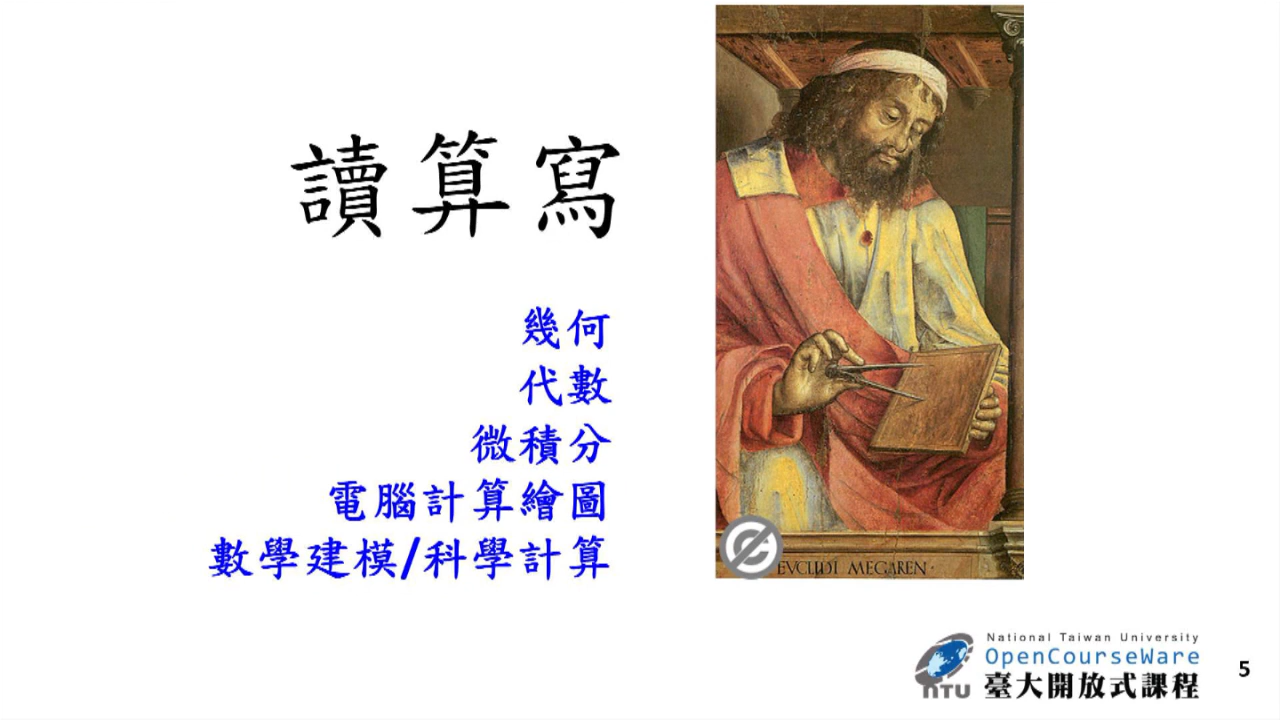 讀算寫
幾何
代數
微積分
電腦計算繪圖
數學建模/科學計算
EVCLIDI MEGAREN·
National Taiwan University
OpenCourseWare
NTU 臺大開放式課程
5